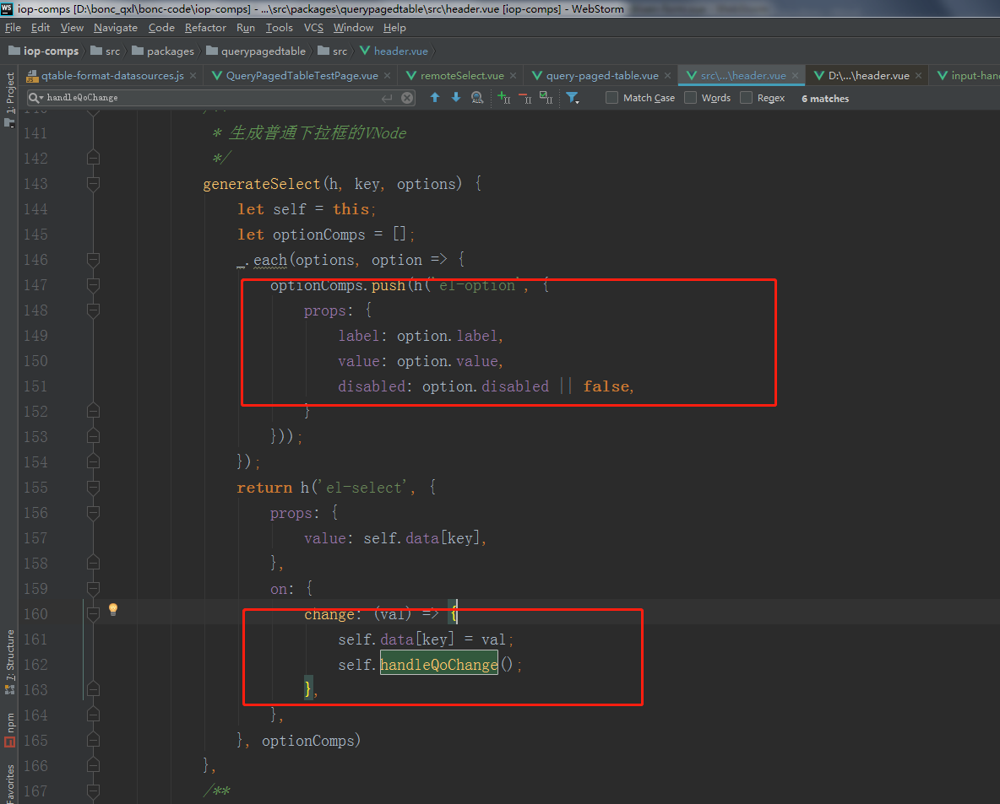 iop-comps [D:\bonc_qxl\bonc-code\iop-comps] - ...\src\packages\querypagedtable\src\header.vue [iop-comps] - WebStorm
File Edit View Navigate Code Refactor Run Tools VCS Window Help
iop-comps src packages querypagedtable src header.vue
qtable-format-datasources.js QueryPagedTableTestPage.vue remoteSelect.vue query-paged-table.vue src\...\header.vue D:\...\header.vue input-han
handleQoChange Match Case Words Regex 6 matches
1: Project
7: Structure
npm
Favorites
140 /**
141 * 生成普通下拉框的VNode
142 */
143 generateSelect(h, key, options) {
144 let self = this;
145 let optionComps = [];
146 _.each(options, option => {
147 optionComps.push(h('el-option', {
148 props: {
149 label: option.label,
150 value: option.value,
151 disabled: option.disabled || false,
152 }
153 }));
154 });
155 return h('el-select', {
156 props: {
157 value: self.data[key],
158 },
159 on: {
160 change: (val) => {
161 self.data[key] = val;
162 self.handleQoChange();
163 },
164 },
165 }, optionComps)
166 },
167 /**